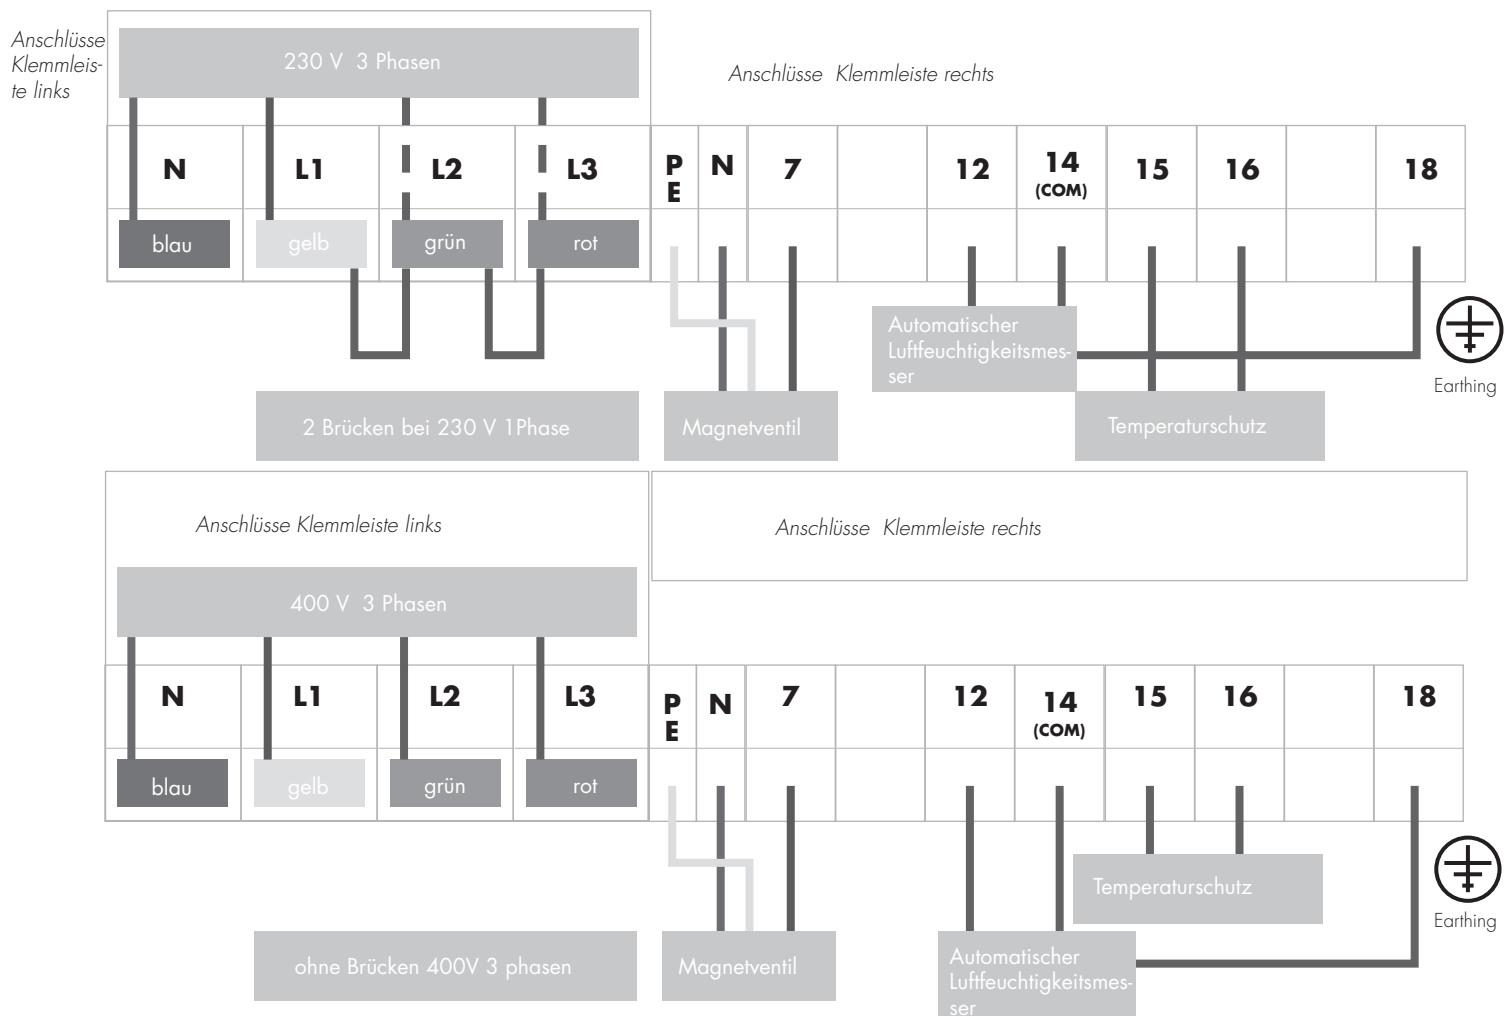 Anschlüsse
Klemmleis-
te links
230 V 3 Phasen
Anschlüsse Klemmleiste rechts
N L1 L2 L3 P N 7 12 14 15 16 18
E (COM)
blau gelb grün rot
Automatischer
Luftfeuchtigkeitsmes-
ser
Earthing
2 Brücken bei 230 V 1Phase
Magnetventil
Temperaturschutz
Anschlüsse Klemmleiste links
Anschlüsse Klemmleiste rechts
400 V 3 Phasen
N L1 L2 L3 P N 7 12 14 15 16 18
E (COM)
blau gelb grün rot
Temperaturschutz
Earthing
ohne Brücken 400V 3 phasen
Magnetventil
Automatischer
Luftfeuchtigkeitsmes-
ser